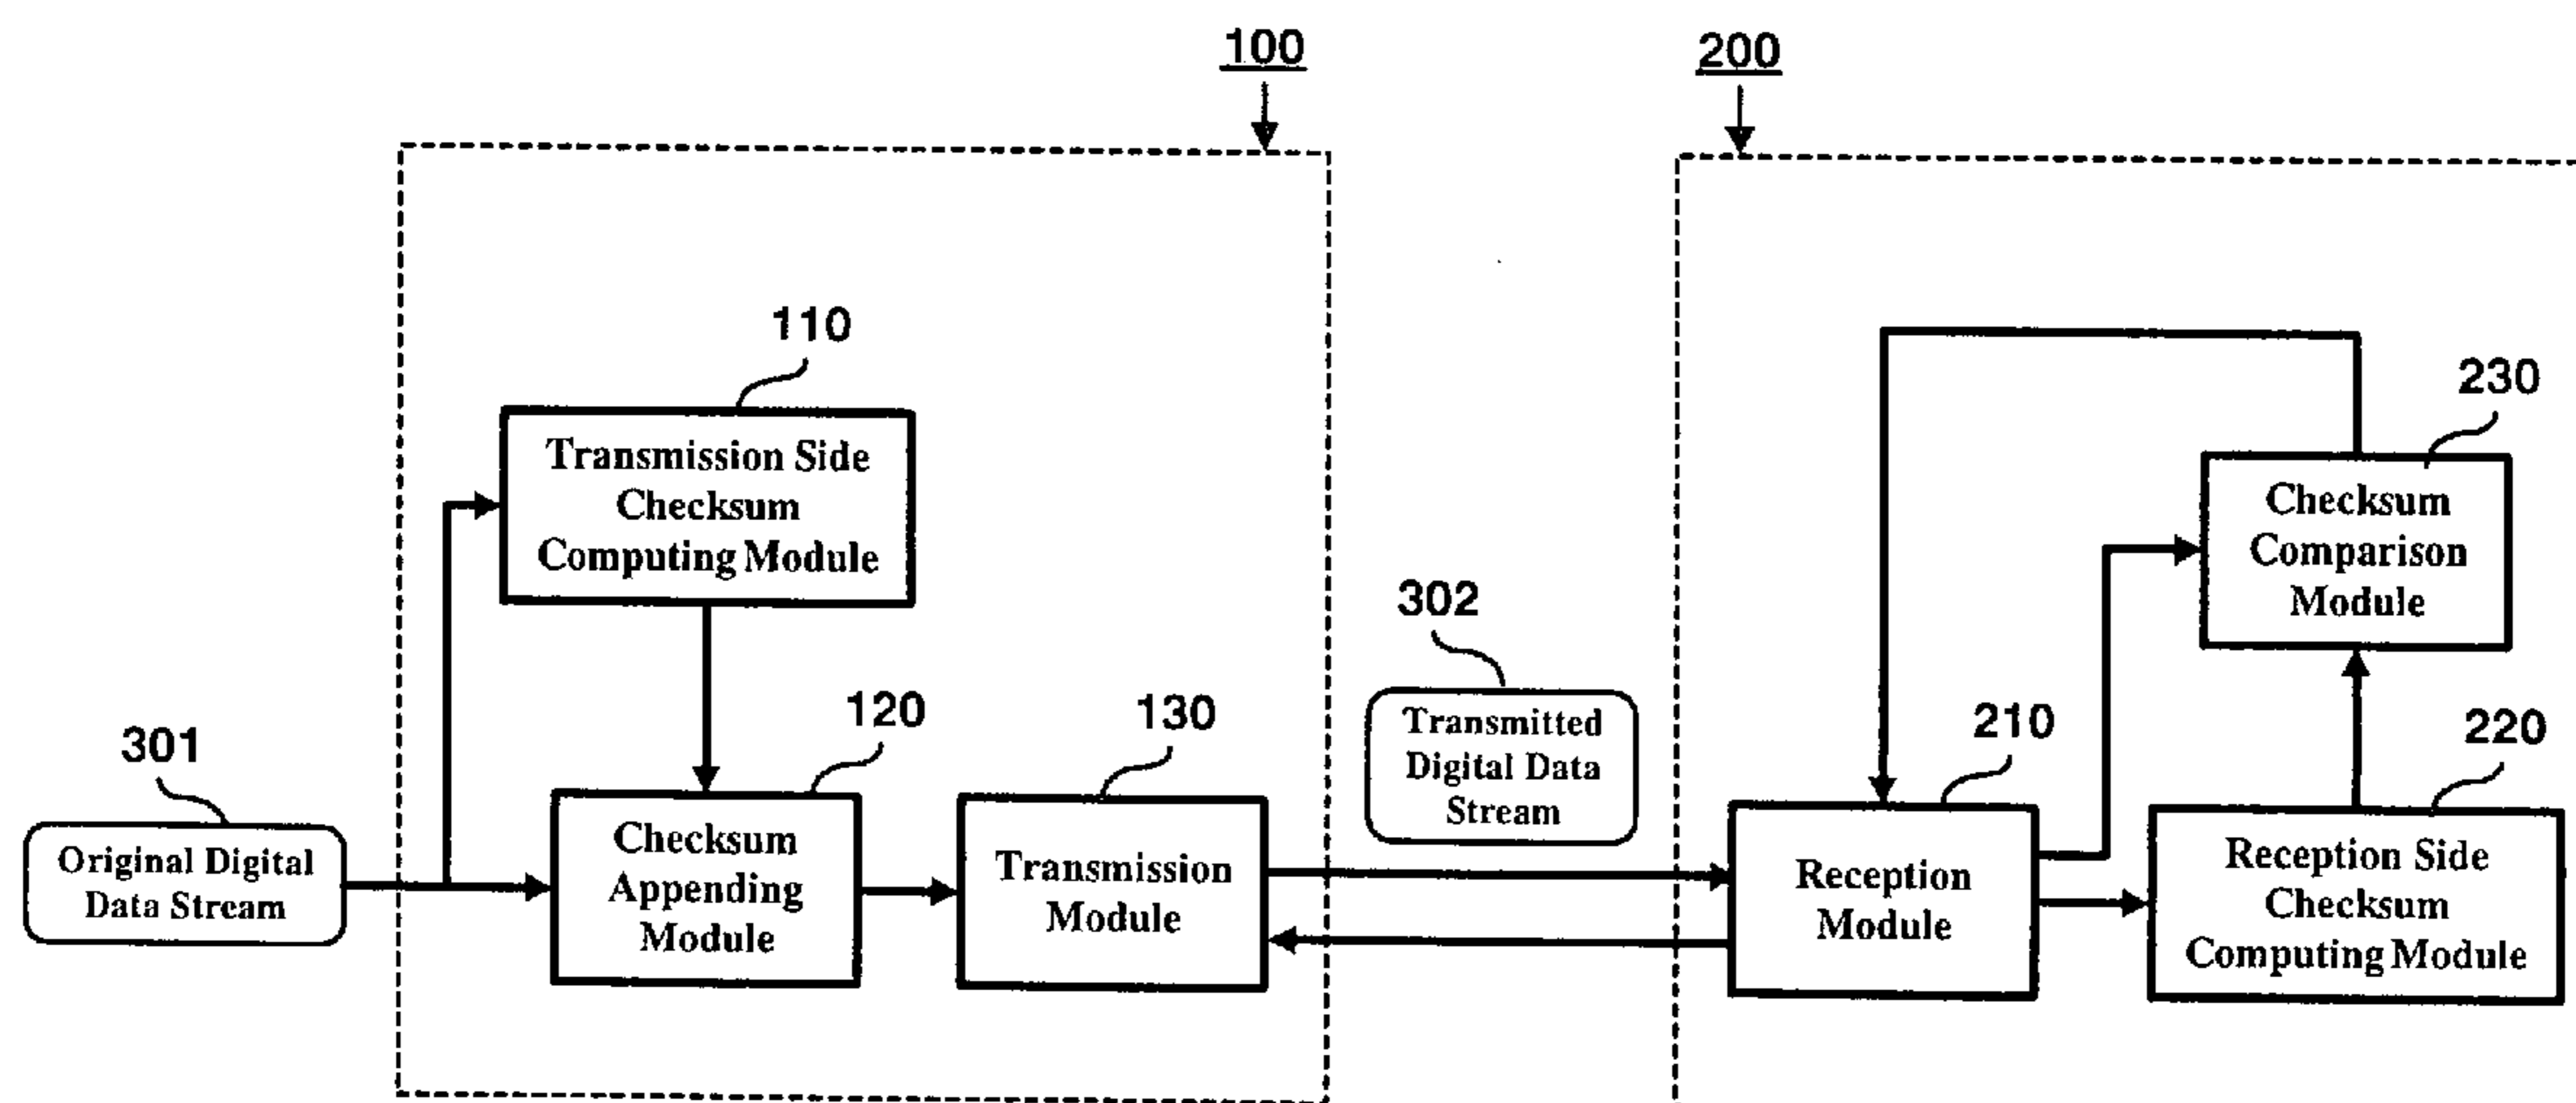 100
200
110
Transmission Side
Checksum
Computing Module
230
Checksum
Comparison
Module
302
Transmitted
Digital Data
Stream
301
Original Digital
Data Stream
120
Checksum
Appending
Module
130
Transmission
Module
210
Reception
Module
220
Reception Side
Checksum
Computing Module